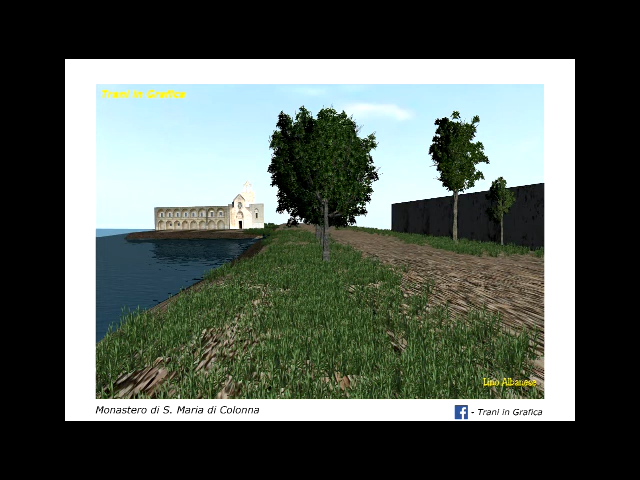 Trani in Grafica
Lino Albanese
Monastero di S. Maria di Colonna
- Trani in Grafica